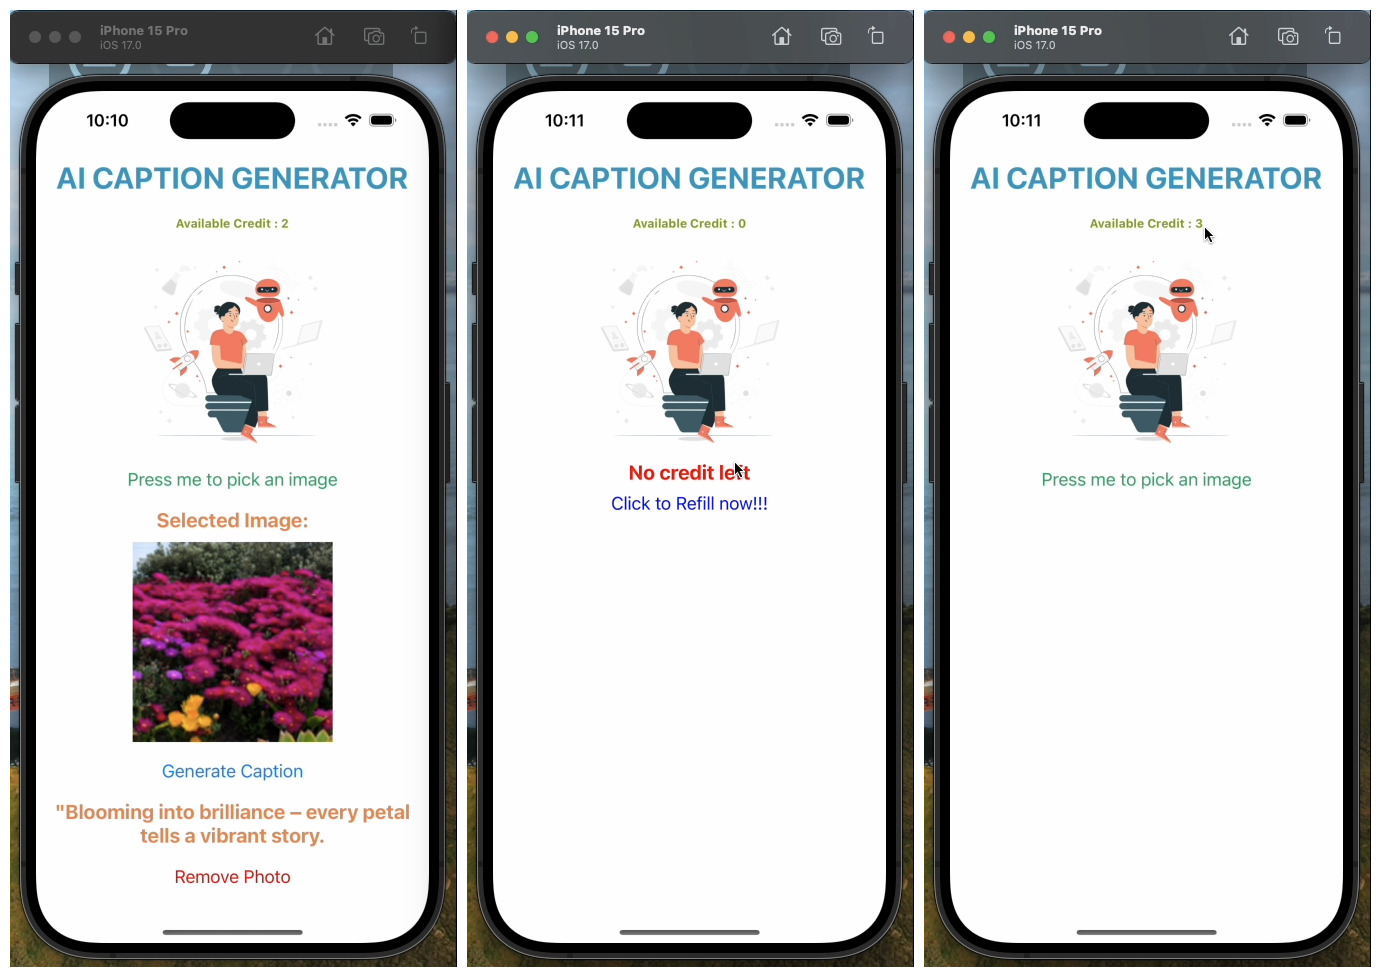 iPhone 15 Pro
iOS 17.0
10:10
AI CAPTION GENERATOR
Available Credit : 2
Press me to pick an image
Selected Image:
Generate Caption
"Blooming into brilliance – every petal
tells a vibrant story.
Remove Photo
iPhone 15 Pro
iOS 17.0
10:11
AI CAPTION GENERATOR
Available Credit : 0
No credit left
Click to Refill now!!!
iPhone 15 Pro
iOS 17.0
10:11
AI CAPTION GENERATOR
Available Credit : 3
Press me to pick an image